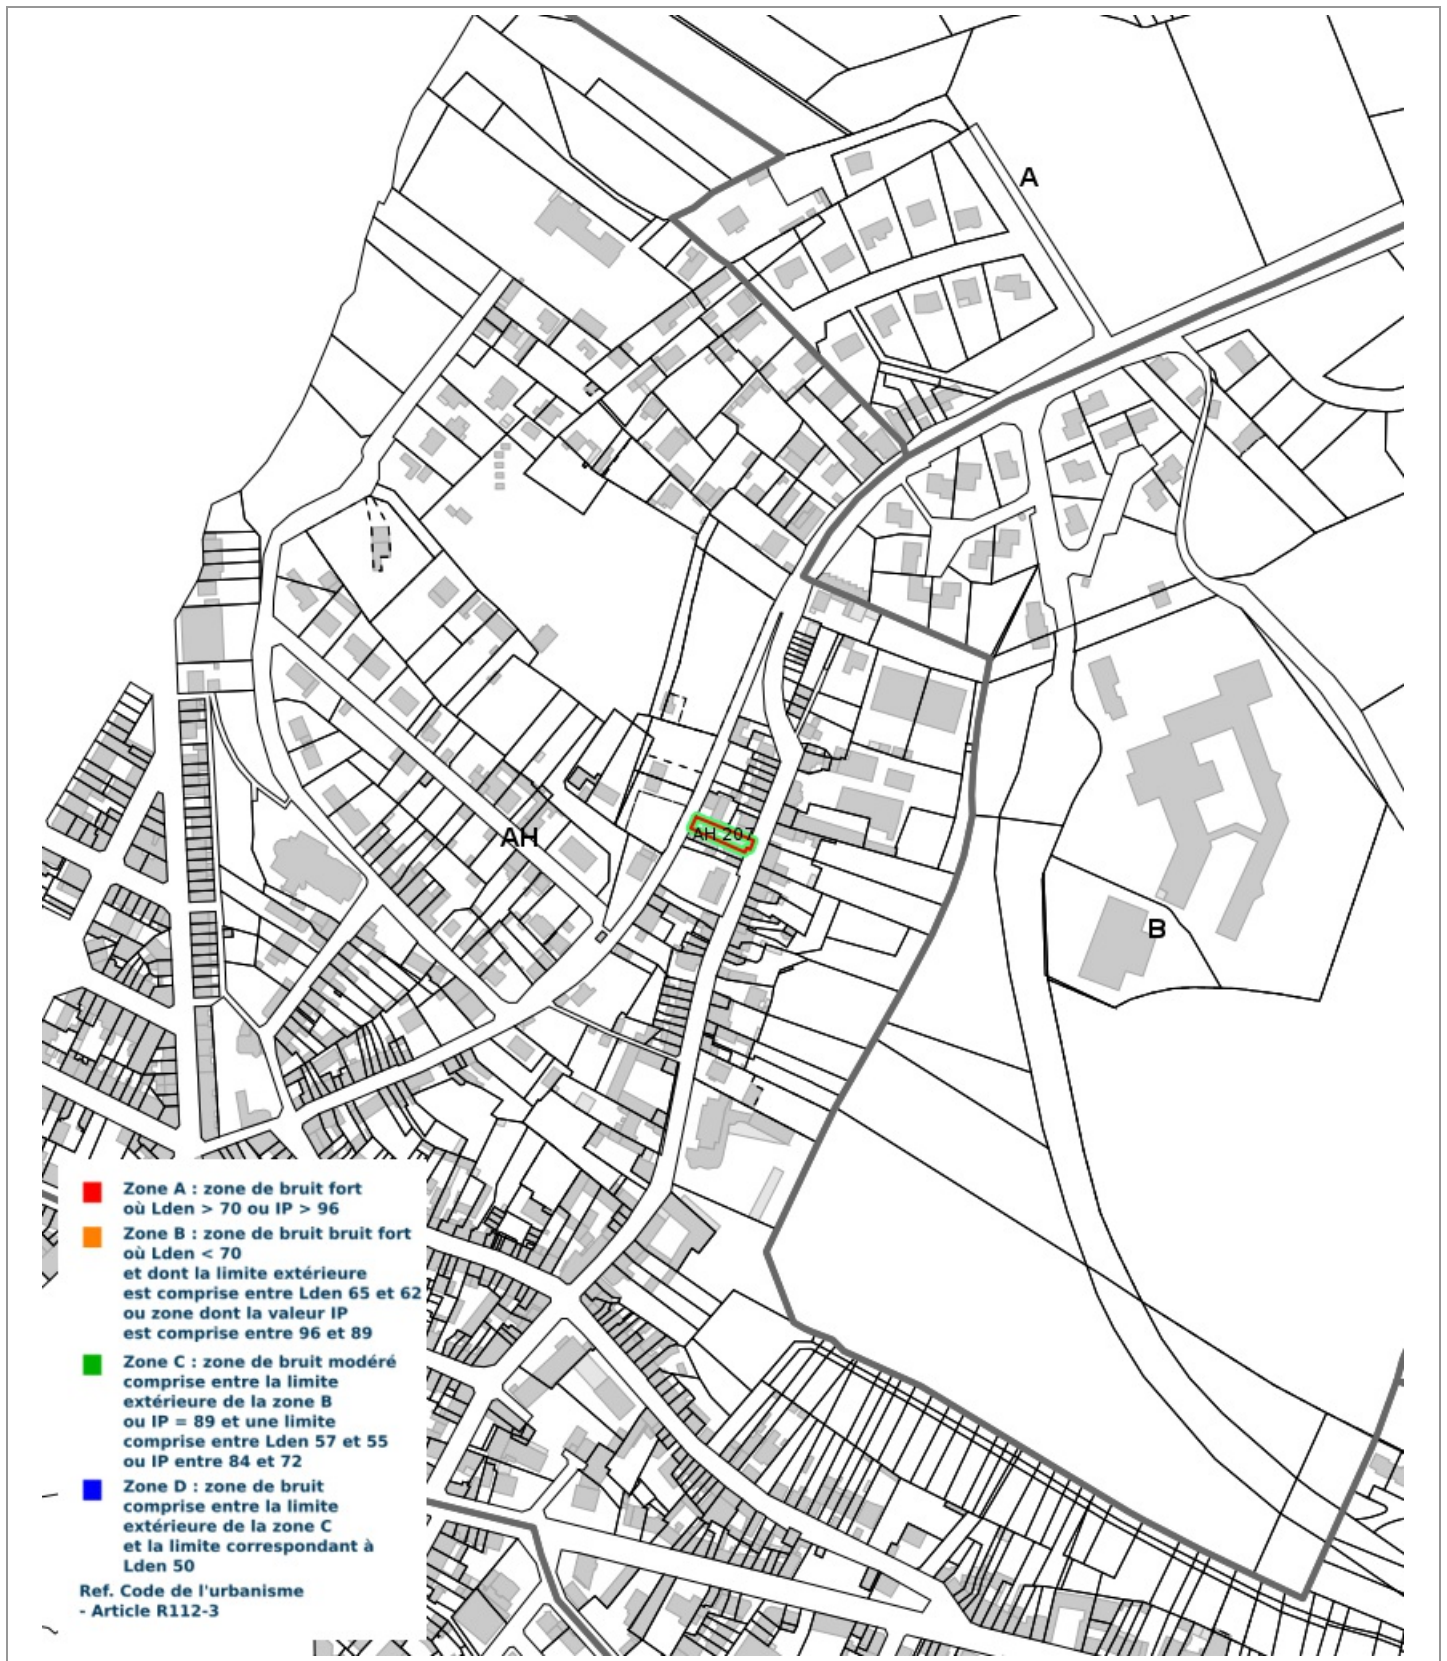 A
AH
AH 207
B
Zone A : zone de bruit fort
où Lden > 70 ou IP > 96
Zone B : zone de bruit bruit fort
où Lden < 70
et dont la limite extérieure
est comprise entre Lden 65 et 62
ou zone dont la valeur IP
est comprise entre 96 et 89
Zone C : zone de bruit modéré
comprise entre la limite
extérieure de la zone B
ou IP = 89 et une limite
comprise entre Lden 57 et 55
ou IP entre 84 et 72
Zone D : zone de bruit
comprise entre la limite
extérieure de la zone C
et la limite correspondant à
Lden 50
Ref. Code de l'urbanisme
- Article R112-3